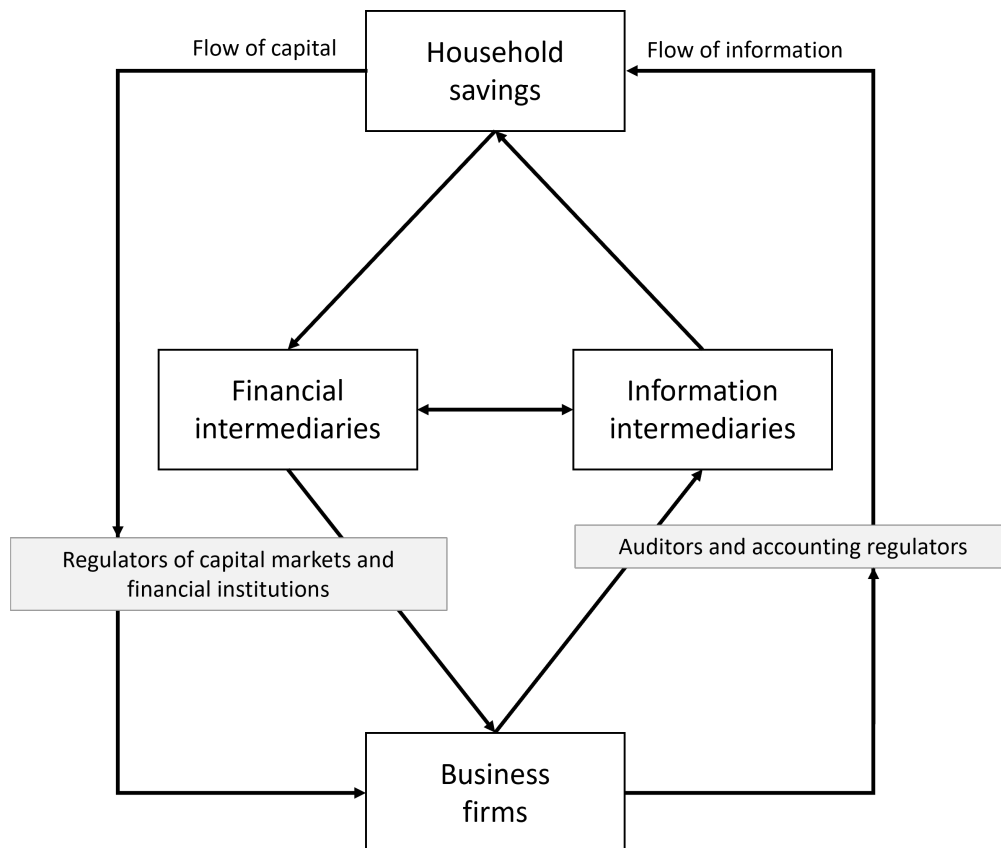 Flow of capital
Household
savings
Flow of information
Financial
intermediaries
Information
intermediaries
Regulators of capital markets and
financial institutions
Auditors and accounting regulators
Business
firms